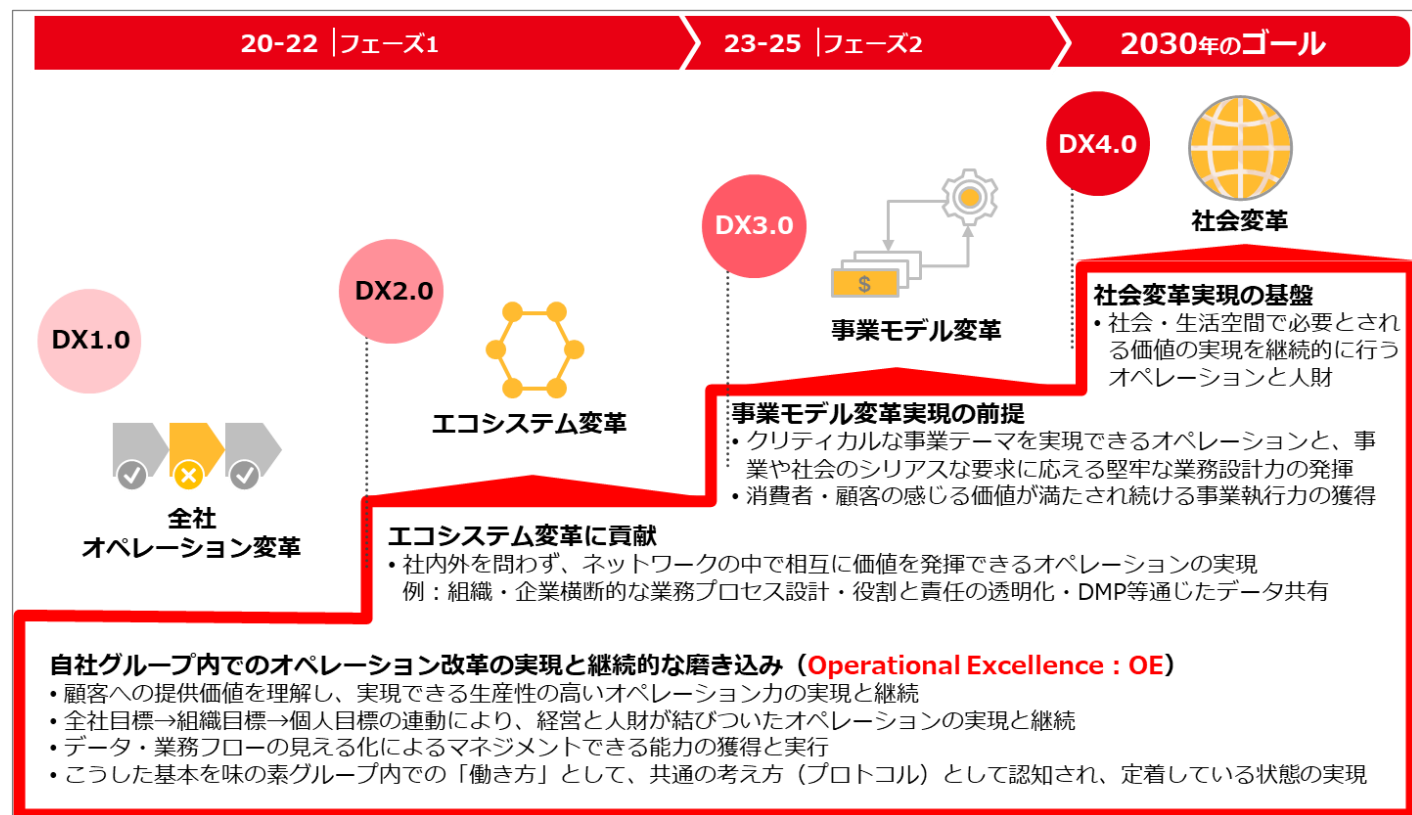 20-22 |フェーズ1
23-25 |フェーズ2
2030年のゴール
DX1.0
全社
オペレーション変革
DX2.0
エコシステム変革
DX3.0
$
事業モデル変革
DX4.0
社会変革
社会変革実現の基盤
• 社会・生活空間で必要とされ
る価値の実現を継続的に行う
オペレーションと人財
事業モデル変革実現の前提
• クリティカルな事業テーマを実現できるオペレーションと、事
業や社会のシリアスな要求に応える堅牢な業務設計力の発揮
• 消費者・顧客の感じる価値が満たされ続ける事業執行力の獲得
エコシステム変革に貢献
• 社内外を問わず、ネットワークの中で相互に価値を発揮できるオペレーションの実現
例：組織・企業横断的な業務プロセス設計・役割と責任の透明化・DMP等通じたデータ共有
自社グループ内でのオペレーション改革の実現と継続的な磨き込み（Operational Excellence：OE）
• 顧客への提供価値を理解し、実現できる生産性の高いオペレーション力の実現と継続
• 全社目標→組織目標→個人目標の連動により、経営と人財が結びついたオペレーションの実現と継続
• データ・業務フローの見える化によるマネジメントできる能力の獲得と実行
• こうした基本を味の素グループ内での「働き方」として、共通の考え方（プロトコル）として認知され、定着している状態の実現